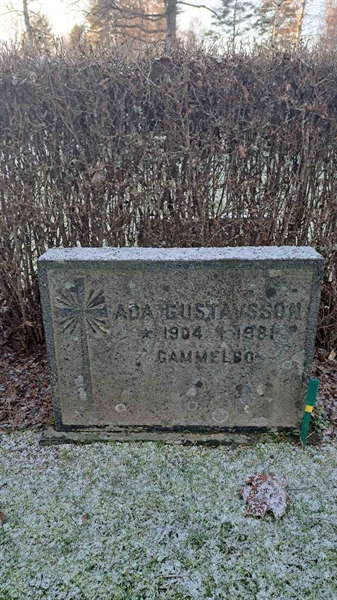 ADA GUSTAVSSON
* 1904 † 1981
GAMMELBO